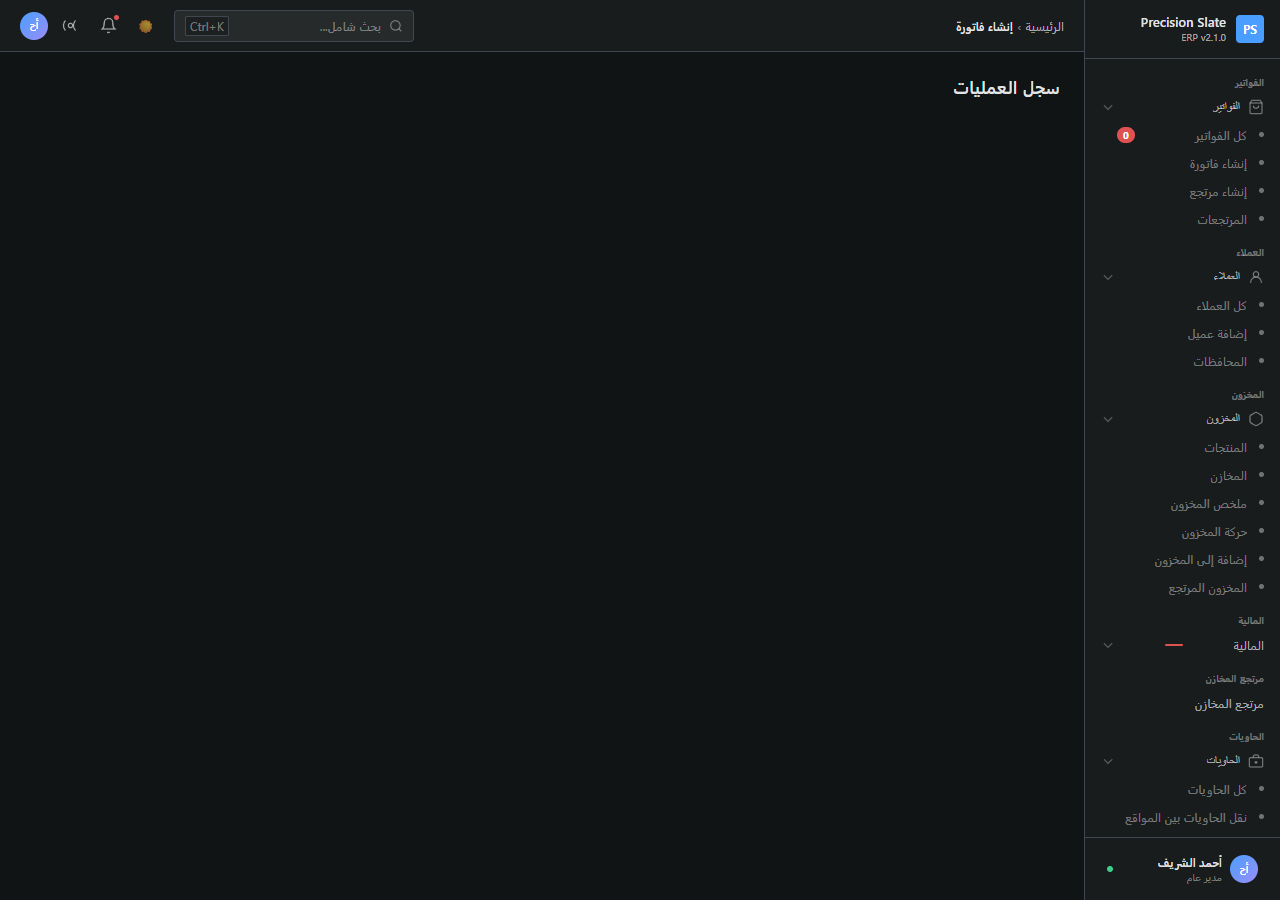 Precision Slate
PS
ERP v2.1.0
الرئيسية › إنشاء فاتورة
بحث شامل...
Ctrl+K
أح
سجل العمليات
الفواتير
الفواتير
كل الفواتير
0
إنشاء فاتورة
إنشاء مرتجع
المرتجعات
العملاء
العملاء
كل العملاء
إضافة عميل
المحافظات
المخزون
المخزون
المنتجات
المخازن
ملخص المخزون
حركة المخزون
إضافة إلى المخزون
المخزون المرتجع
المالية
المالية
مرتجع المخازن
مرتجع المخازن
الحاويات
الحاويات
كل الحاويات
نقل الحاويات بين المواقع
أح
أحمد الشريف
مدير عام